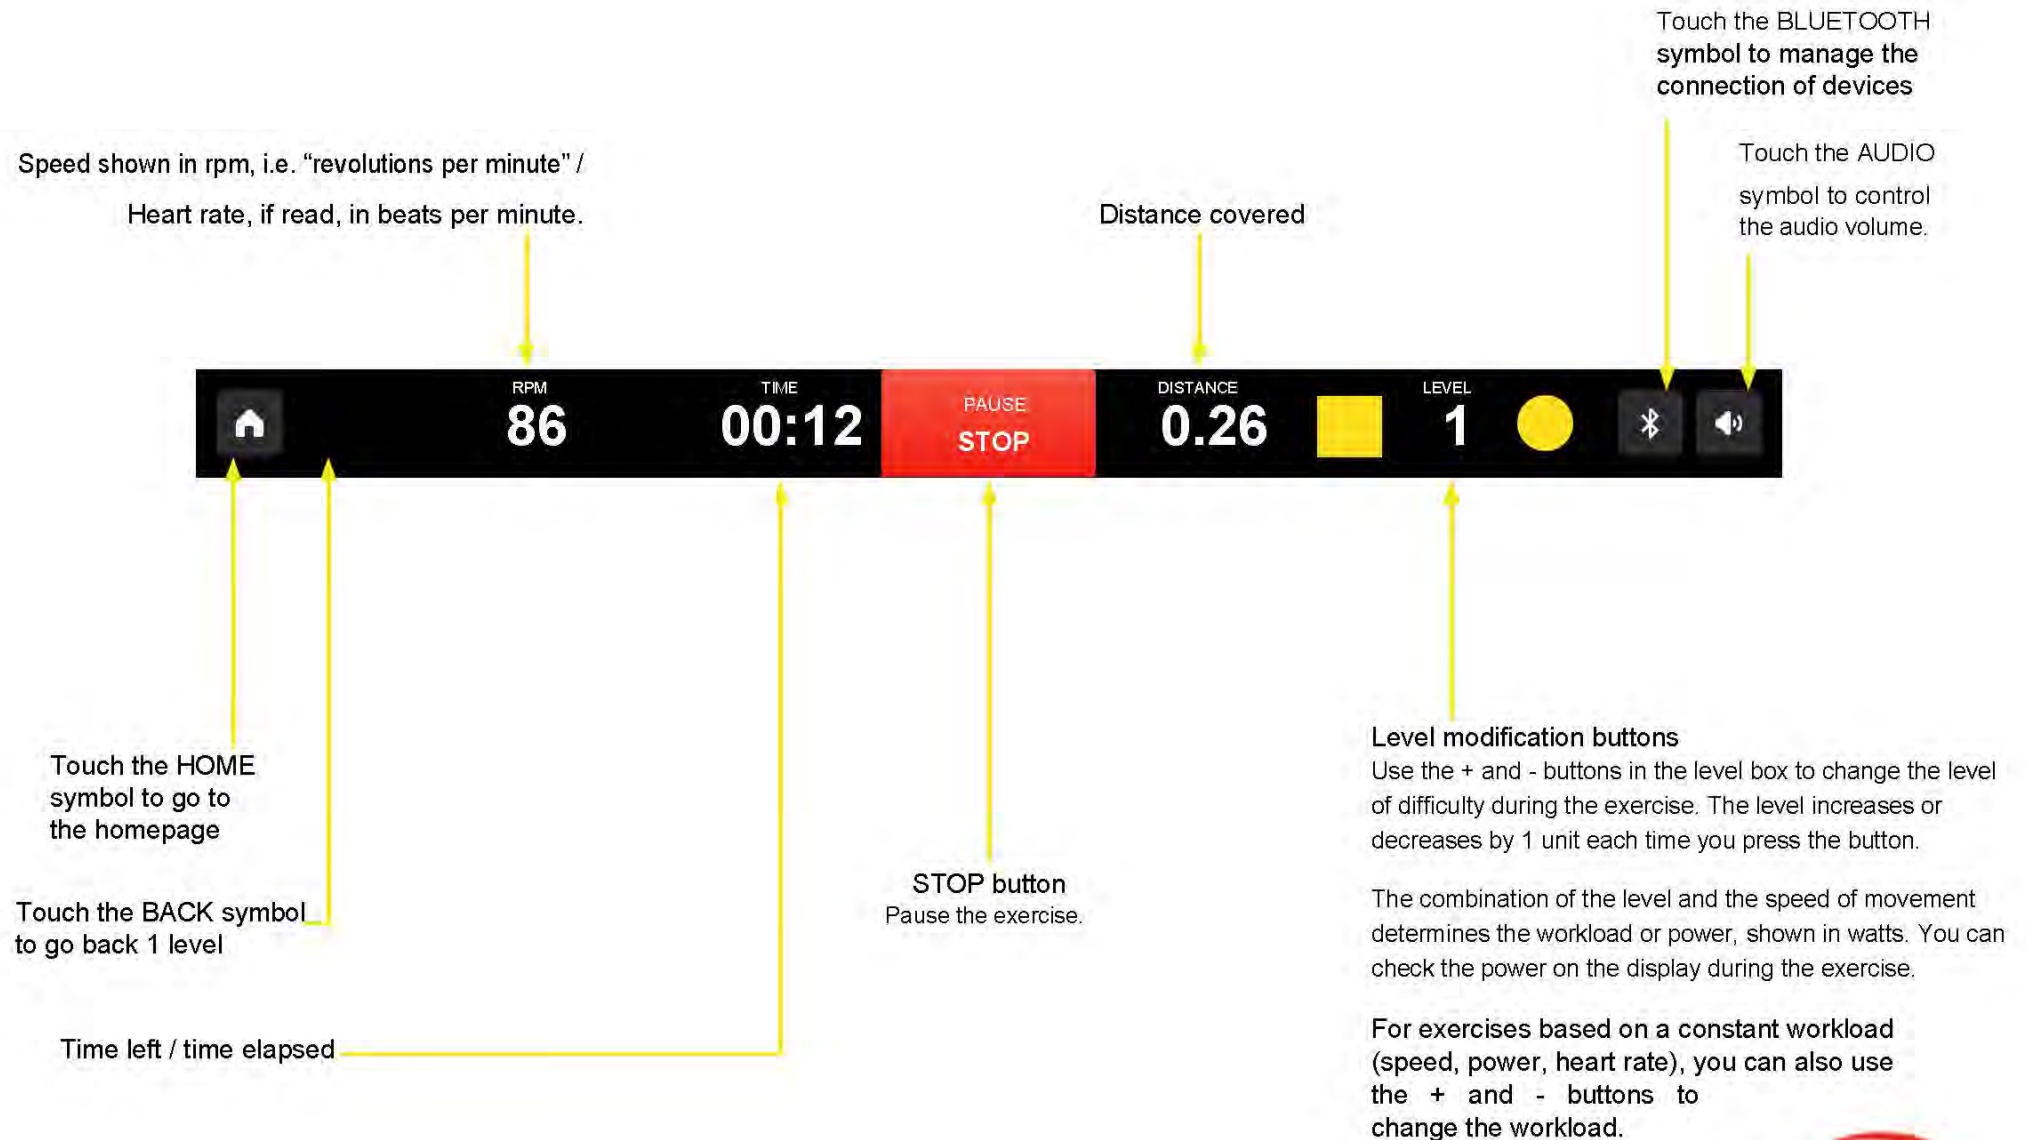 Touch the BLUETOOTH
symbol to manage the
connection of devices
Touch the AUDIO
symbol to control
the audio volume.
Speed shown in rpm, i.e. “revolutions per minute” /
Heart rate, if read, in beats per minute.
Distance covered
RPM
86
TIME
00:12
PAUSE
STOP
DISTANCE
0.26
LEVEL
1
Touch the HOME
symbol to go to
the homepage
Touch the BACK symbol
to go back 1 level
Time left / time elapsed
STOP button
Pause the exercise.
Level modification buttons
Use the + and - buttons in the level box to change the level
of difficulty during the exercise. The level increases or
decreases by 1 unit each time you press the button.
The combination of the level and the speed of movement
determines the workload or power, shown in watts. You can
check the power on the display during the exercise.
For exercises based on a constant workload
(speed, power, heart rate), you can also use
the + and - buttons to
change the workload.